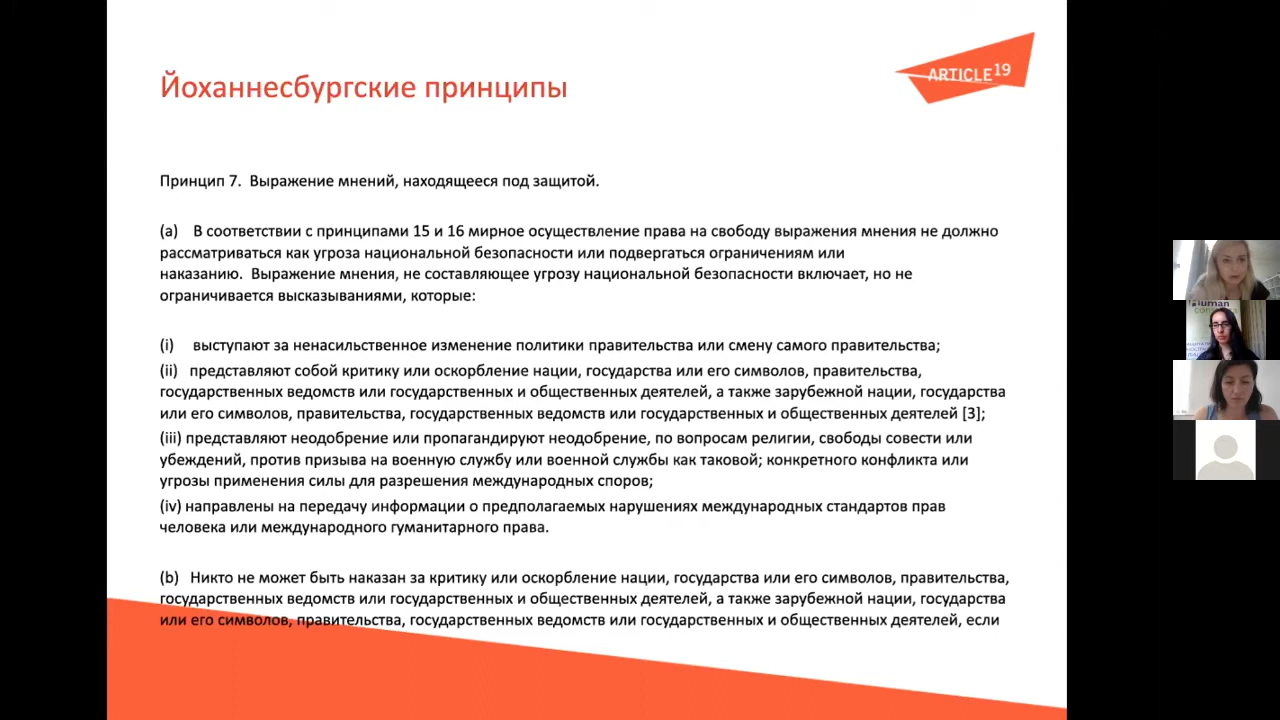 Йоханнесбургские принципы
ARTICLE 19
Принцип 7. Выражение мнений, находящееся под защитой.
(a) В соответствии с принципами 15 и 16 мирное осуществление права на свободу выражения мнения не должно
рассматриваться как угроза национальной безопасности или подвергаться ограничениям или
наказанию. Выражение мнения, не составляющее угрозу национальной безопасности включает, но не
ограничивается высказываниями, которые:
(i) выступают за ненасильственное изменение политики правительства или смену самого правительства;
(ii) представляют собой критику или оскорбление нации, государства или его символов, правительства,
государственных ведомств или государственных и общественных деятелей, а также зарубежной нации, государства
или его символов, правительства, государственных ведомств или государственных и общественных деятелей [3];
(iii) представляют неодобрение или пропагандируют неодобрение, по вопросам религии, свободы совести или
убеждений, против призыва на военную службу или военной службы как таковой; конкретного конфликта или
угрозы применения силы для разрешения международных споров;
(iv) направлены на передачу информации о предполагаемых нарушениях международных стандартов прав
человека или международного гуманитарного права.
(b) Никто не может быть наказан за критику или оскорбление нации, государства или его символов, правительства,
государственных ведомств или государственных и общественных деятелей, а также зарубежной нации, государства
или его символов, правительства, государственных ведомств или государственных и общественных деятелей, если
human